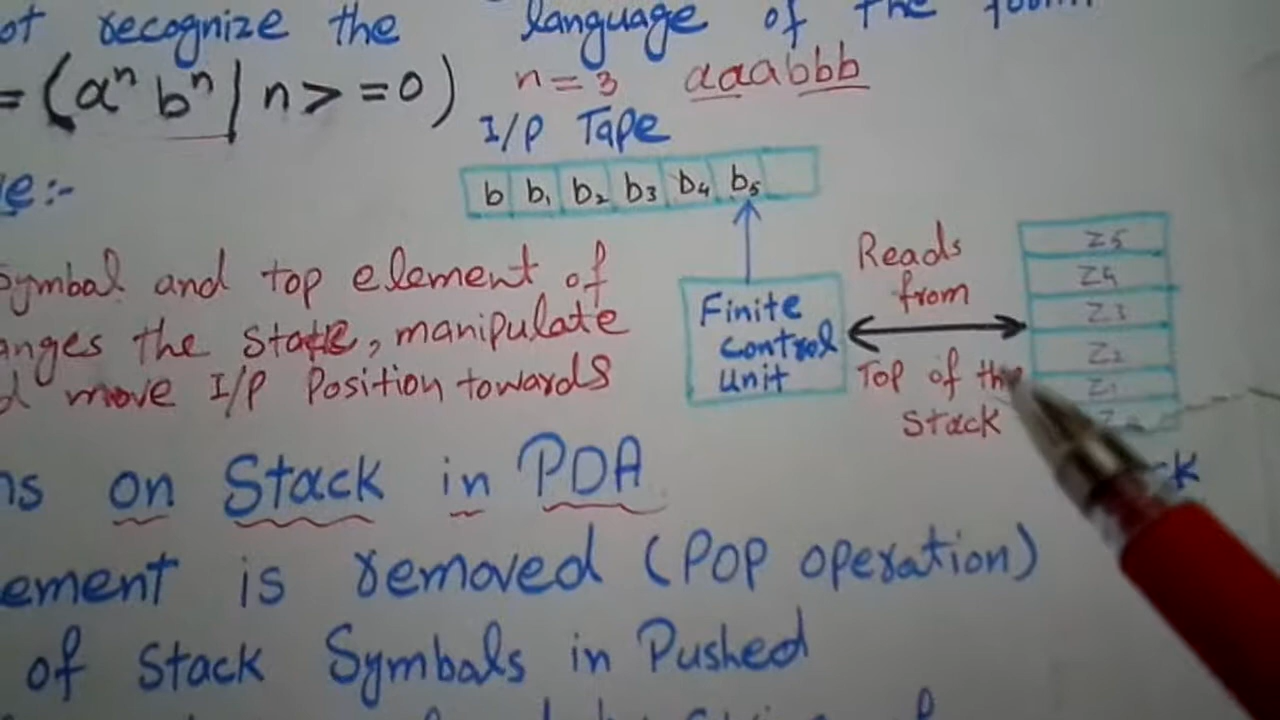 ot recognize the language of the form
= (aⁿ bⁿ | n > = 0) n = 3 aaabbb
I/P Tape
e:-
b b₁ b₂ b₃ b₄ b₅
Symbol and top element of
anges the state, manipulate
d move I/P Position towards
Finite
control
unit
Reads
from
Top of the
Stack
Z₅
Z₄
Z₃
Z₂
Z₁
ns on Stack in PDA
ement is removed (POP operation)
of Stack Symbols in Pushed